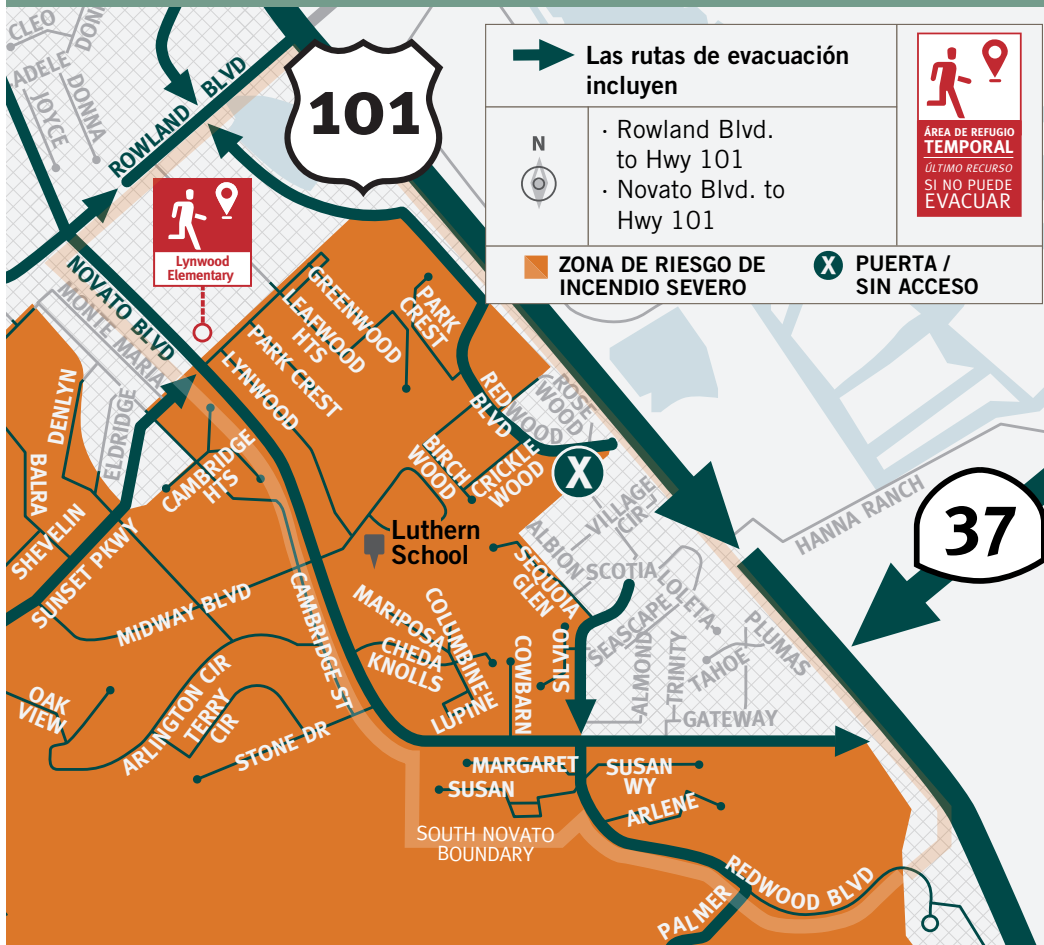 CLEO
DONNA
ADELE
JOYCE
ROWLAND BLVD
101
Las rutas de evacuación
incluyen
N
· Rowland Blvd.
to Hwy 101
· Novato Blvd. to
Hwy 101
ÁREA DE REFUGIO
TEMPORAL
ÚLTIMO RECURSO
SI NO PUEDE
EVACUAR
ZONA DE RIESGO DE
INCENDIO SEVERO
X
PUERTA /
SIN ACCESO
Lynwood
Elementary
NOVATO BLVD
MONTE MARIA
GREENWOOD
LEAFWOOD
HTS
PARK
CREST
PARK CREST
LYNWOOD
DENLYN
ELDRIDGE
BALRA
CAMBRIDGE
HTS
SHEVELIN
SUNSET PKWY
REDWOOD
BLVD
ROSE
WOOD
BIRCH
WOOD
CRICKLE
WOOD
X
VILLAGE
CIR
ALBION
HANNA RANCH
37
Luthern
School
SCOTIA
SEQUOIA
GLEN
LOLETA
SEASCAPE
PLUMAS
MIDWAY BLVD
CAMBRIDGE ST
MARIPOSA
CHEDA
KNOLLS
COLUMBINE
LUPINE
COWBARN
SILVIO
ALMOND
TRINITY
TAHOE
GATEWAY
OAK
VIEW
ARLINGTON CIR
TERRY
CIR
STONE DR
MARGARET
SUSAN
SUSAN
WY
ARLENE
SOUTH NOVATO
BOUNDARY
REDWOOD BLVD
PALMER